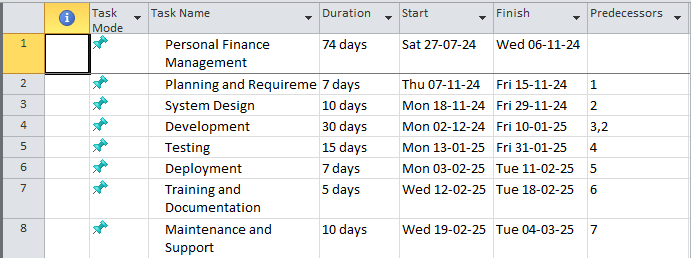 i Task Mode Task Name Duration Start Finish Predecessors
1 Personal Finance Management 74 days Sat 27-07-24 Wed 06-11-24
2 Planning and Requireme 7 days Thu 07-11-24 Fri 15-11-24 1
3 System Design 10 days Mon 18-11-24 Fri 29-11-24 2
4 Development 30 days Mon 02-12-24 Fri 10-01-25 3,2
5 Testing 15 days Mon 13-01-25 Fri 31-01-25 4
6 Deployment 7 days Mon 03-02-25 Tue 11-02-25 5
7 Training and Documentation 5 days Wed 12-02-25 Tue 18-02-25 6
8 Maintenance and Support 10 days Wed 19-02-25 Tue 04-03-25 7